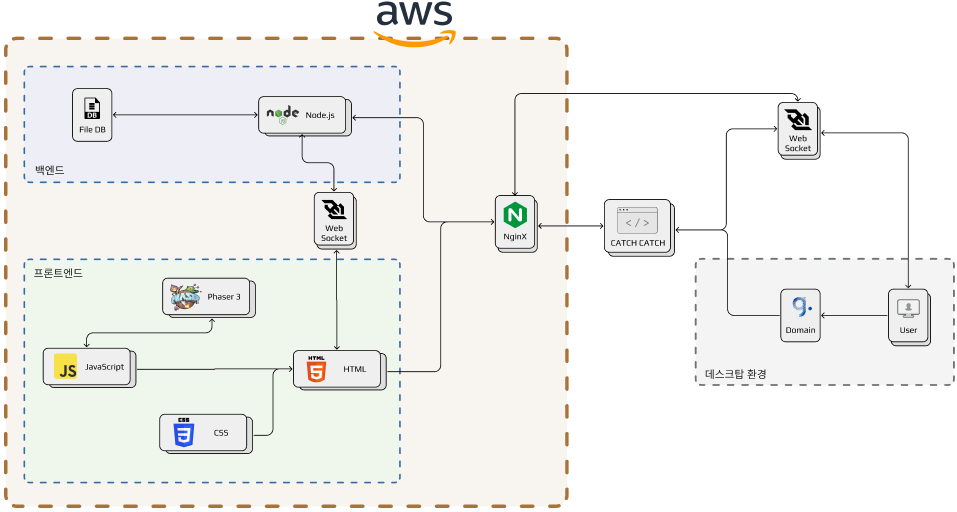 aws
DB
File DB
node
JS
Node.js
백엔드
Web
Socket
Web
Socket
NginX
</>
CATCH CATCH
프론트엔드
Phaser 3
JS
JavaScript
HTML
5
HTML
CSS
3
CSS
g.
Domain
User
데스크탑 환경